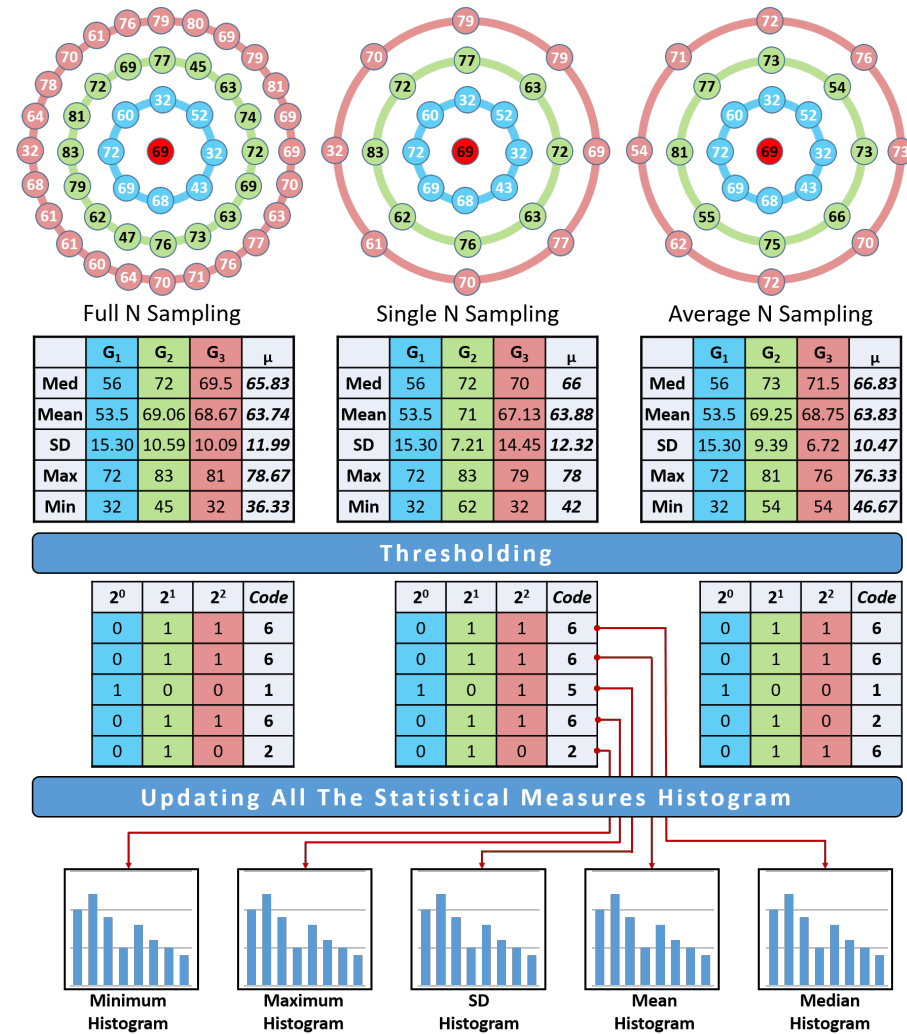 76 79 80
61 69
70 69 77 45 79
78 72 63 81
64 81 60 32 52 74 69
32 83 72 69 32 72 69
68 79 69 68 43 69 70
61 62 63 63
61 47 76 73 77
60 76
64 70 71
Full N Sampling
79
70 77 79
72 63
60 32 52
32 83 72 69 32 72 69
69 68 43
62 63
61 76 77
70
Single N Sampling
72
71 73 76
77 54
60 32 52
54 81 72 69 32 73 73
69 68 43
55 66
62 75 70
72
Average N Sampling
G₁ G₂ G₃ μ
Med 56 72 69.5 65.83
Mean 53.5 69.06 68.67 63.74
SD 15.30 10.59 10.09 11.99
Max 72 83 81 78.67
Min 32 45 32 36.33
G₁ G₂ G₃ μ
Med 56 72 70 66
Mean 53.5 71 67.13 63.88
SD 15.30 7.21 14.45 12.32
Max 72 83 79 78
Min 32 62 32 42
G₁ G₂ G₃ μ
Med 56 73 71.5 66.83
Mean 53.5 69.25 68.75 63.83
SD 15.30 9.39 6.72 10.47
Max 72 81 76 76.33
Min 32 54 54 46.67
Thresholding
2⁰ 2¹ 2² Code
0 1 1 6
0 1 1 6
1 0 0 1
0 1 1 6
0 1 0 2
2⁰ 2¹ 2² Code
0 1 1 6
0 1 1 6
1 0 1 5
0 1 1 6
0 1 0 2
2⁰ 2¹ 2² Code
0 1 1 6
0 1 1 6
1 0 0 1
0 1 0 2
0 1 1 6
Updating All The Statistical Measures Histogram
Minimum
Histogram
Maximum
Histogram
SD
Histogram
Mean
Histogram
Median
Histogram